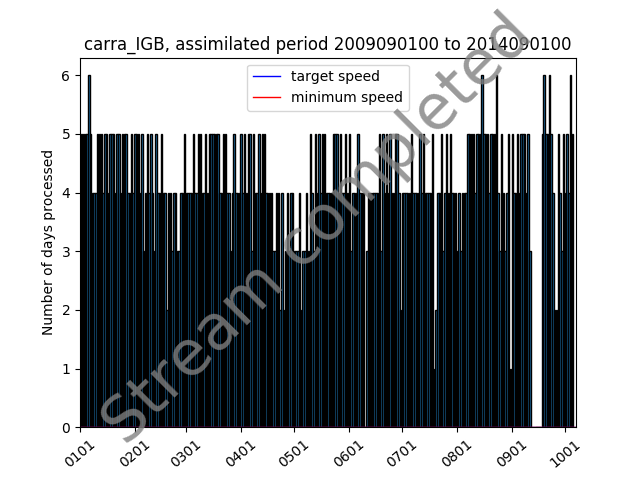 carra_IGB, assimilated period 2009090100 to 2014090100
target speed
minimum speed
Number of days processed
6
5
4
3
2
1
0
0101 0201 0301 0401 0501 0601 0701 0801 0901 1001
Stream completed